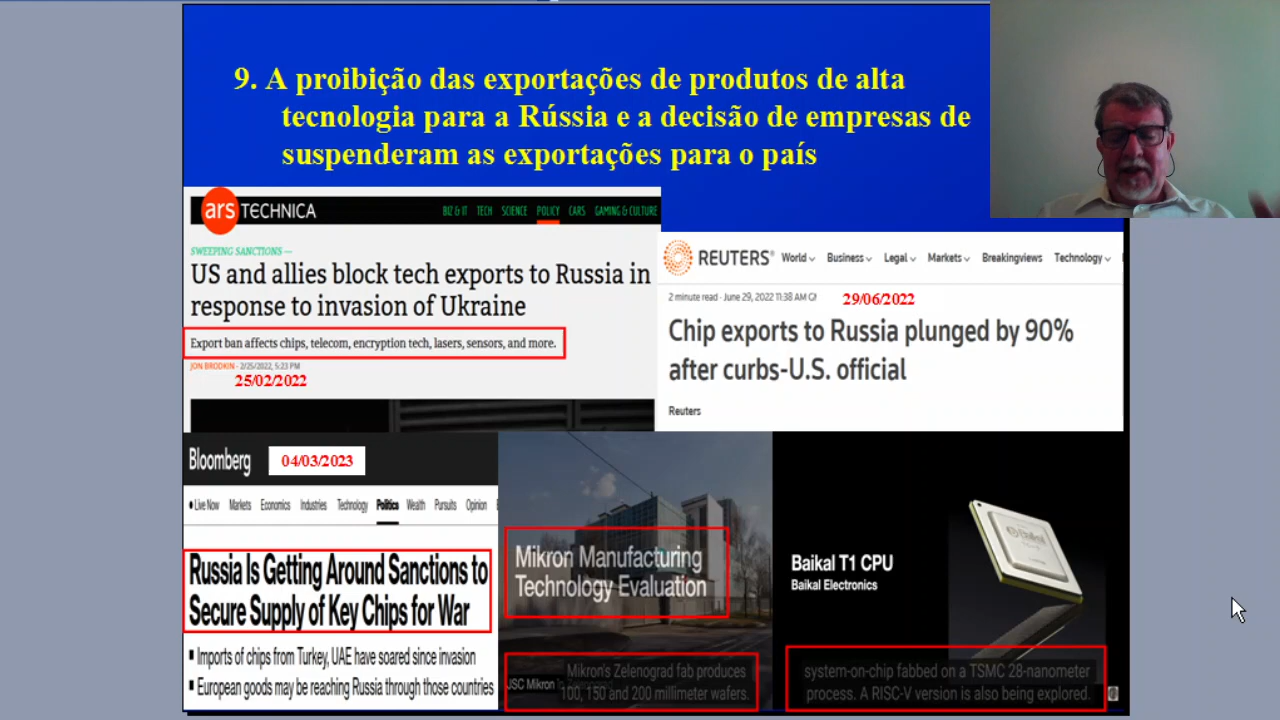 9. A proibição das exportações de produtos de alta
tecnologia para a Rússia e a decisão de empresas de
suspenderam as exportações para o país
ars TECHNICA
BIZ & IT TECH SCIENCE POLICY CARS GAMING & CULTURE
SWEEPING SANCTIONS —
US and allies block tech exports to Russia in
response to invasion of Ukraine
Export ban affects chips, telecom, encryption tech, lasers, sensors, and more.
JON BRODKIN - 2/25/2022, 5:23 PM
25/02/2022
REUTERS®
World Business Legal Markets Breakingviews Technology
2 minute read · June 29, 2022 11:38 AM
29/06/2022
Chip exports to Russia plunged by 90%
after curbs-U.S. official
Reuters
Bloomberg
04/03/2023
Live Now Markets Economics Industries Technology Politics Wealth Pursuits Opinion
Russia Is Getting Around Sanctions to
Secure Supply of Key Chips for War
▪ Imports of chips from Turkey, UAE have soared since invasion
▪ European goods may be reaching Russia through those countries
Mikron Manufacturing
Technology Evaluation
JSC Mikron
Mikron's Zelenograd fab produces
100, 150 and 200 millimeter wafers.
Baikal T1 CPU
Baikal Electronics
system-on-chip fabbed on a TSMC 28-nanometer
process. A RISC-V version is also being explored.